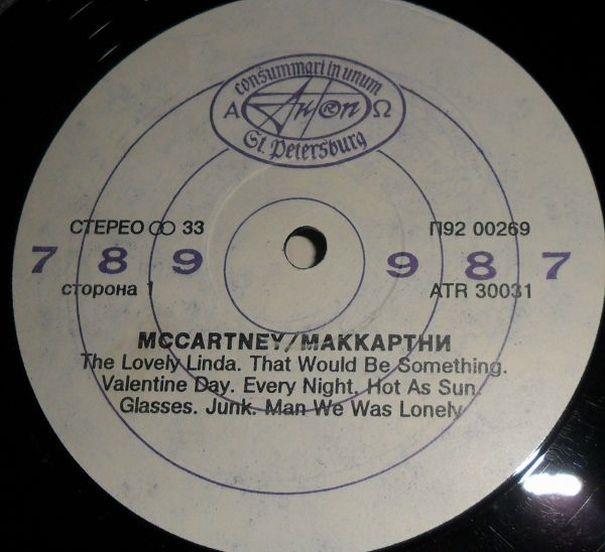 consummari in unum
Α AnTrop Ω
St. Petersburg
СТЕРЕО 33
П92 00269
7 8 9 9 8 7
сторона 1
ATR 30031
MCCARTNEY/МАККАРТНИ
The Lovely Linda. That Would Be Something.
Valentine Day. Every Night. Hot As Sun.
Glasses. Junk. Man We Was Lonely